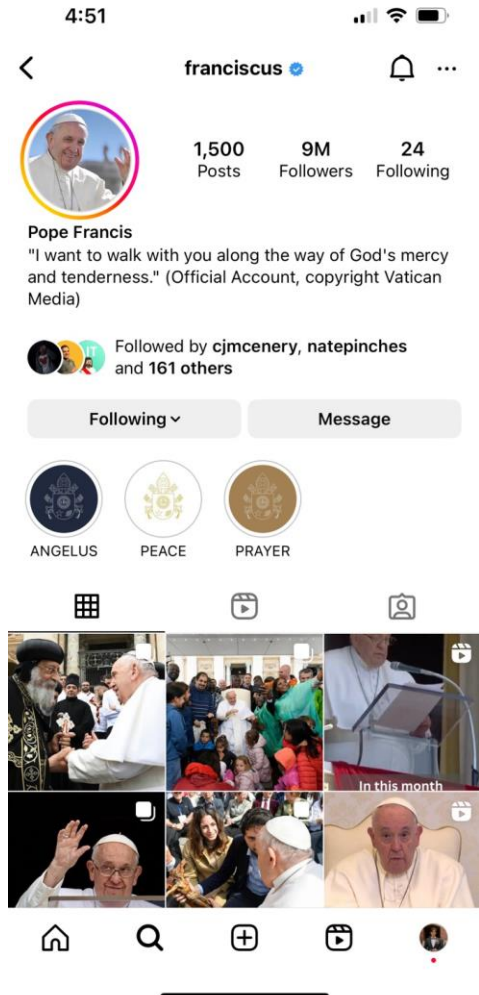 4:51
franciscus
1,500 9M 24
Posts Followers Following
Pope Francis
"I want to walk with you along the way of God's mercy
and tenderness." (Official Account, copyright Vatican
Media)
IT
Followed by cjmcenery, natepinches
and 161 others
Following Message
ANGELUS PEACE PRAYER
In this month